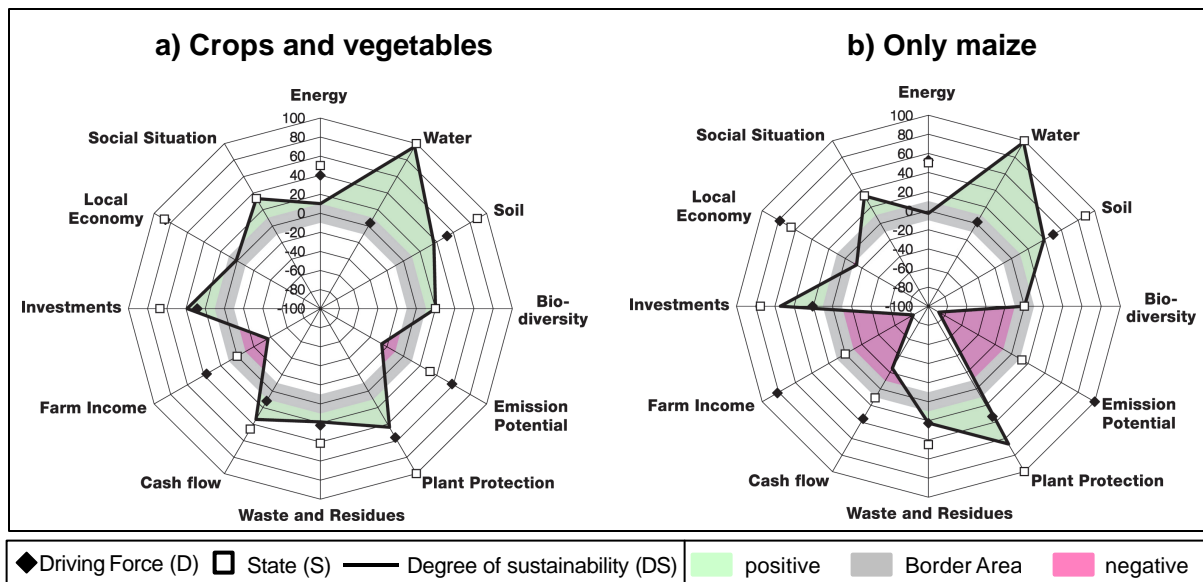 a) Crops and vegetables
Energy
100
80
60
40
20
0
-20
-40
-60
-80
-100
Water
Soil
Bio-
diversity
Emission
Potential
Plant Protection
Waste and Residues
Cash flow
Farm Income
Investments
Local
Economy
Social Situation
b) Only maize
Energy
100
80
60
40
20
0
-20
-40
-60
-80
-100
Water
Soil
Bio-
diversity
Emission
Potential
Plant Protection
Waste and Residues
Cash flow
Farm Income
Investments
Local
Economy
Social Situation
Driving Force (D) State (S) Degree of sustainability (DS) positive Border Area negative